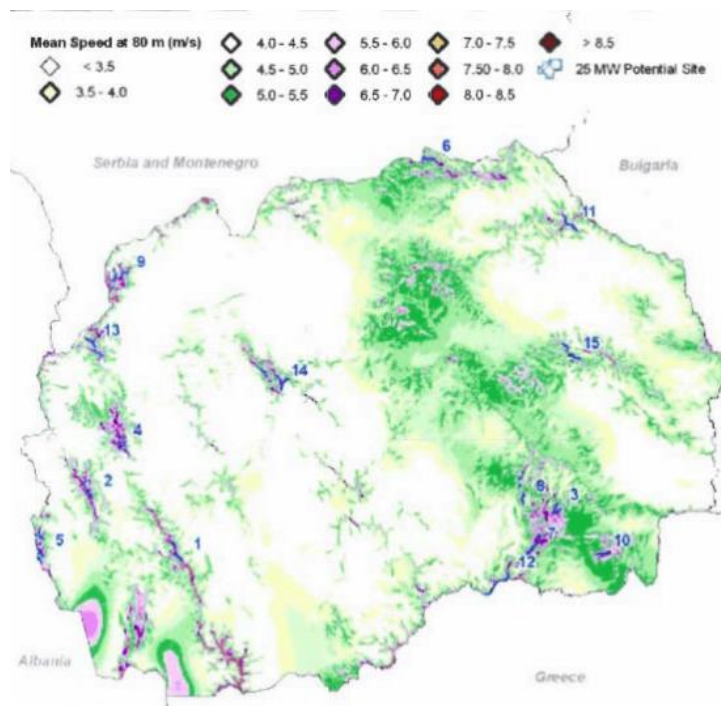 Mean Speed at 80 m (m/s)
< 3.5
3.5 - 4.0
4.0 - 4.5
4.5 - 5.0
5.0 - 5.5
5.5 - 6.0
6.0 - 6.5
6.5 - 7.0
7.0 - 7.5
7.50 - 8.0
8.0 - 8.5
> 8.5
25 MW Potential Site
Serbia and Montenegro
6
Bulgaria
11
9
13
15
14
4
2
8
3
5
1
7
10
12
Albania
Greece